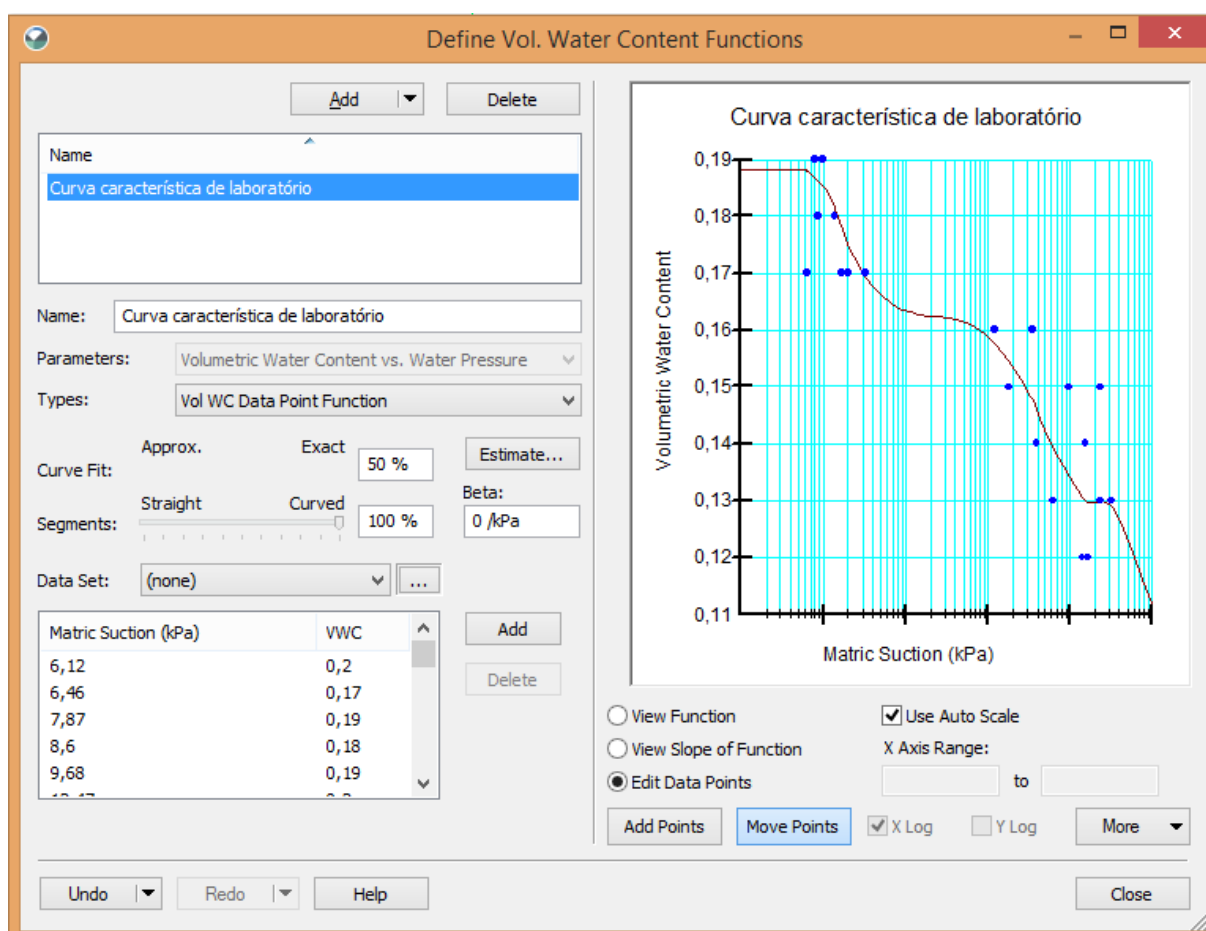 Define Vol. Water Content Functions
Add
Delete
Name
Curva característica de laboratório
Name: Curva característica de laboratório
Parameters: Volumetric Water Content vs. Water Pressure
Types: Vol WC Data Point Function
Approx. Exact
Curve Fit: 50 % Estimate...
Straight Curved Beta:
Segments: 100 % 0 /kPa
Data Set: (none) ...
Matric Suction (kPa) VWC
6,12 0,2
6,46 0,17
7,87 0,19
8,6 0,18
9,68 0,19
Add
Delete
Curva característica de laboratório
Volumetric Water Content
0,19
0,18
0,17
0,16
0,15
0,14
0,13
0,12
0,11
Matric Suction (kPa)
View Function
Use Auto Scale
View Slope of Function
X Axis Range:
Edit Data Points
to
Add Points Move Points X Log Y Log More
Undo Redo Help Close